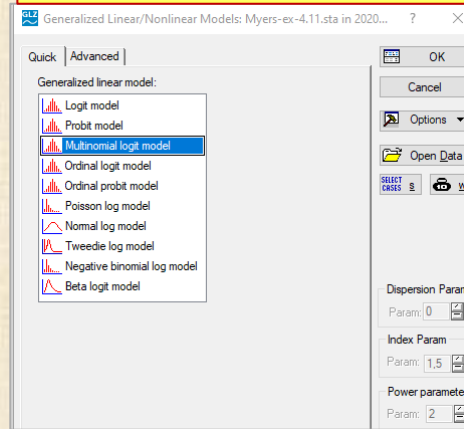 GLZ Generalized Linear/Nonlinear Models: Myers-ex-4.11.sta in 2020... ? ×
Quick Advanced
Generalized linear model:
Logit model
Probit model
Multinomial logit model
Ordinal logit model
Ordinal probit model
Poisson log model
Normal log model
Tweedie log model
Negative binomial log model
Beta logit model
OK
Cancel
Options
Open Data
SELECT CASES S W
Dispersion Param
Param: 0
Index Param
Param: 1,5
Power paramete
Param: 2